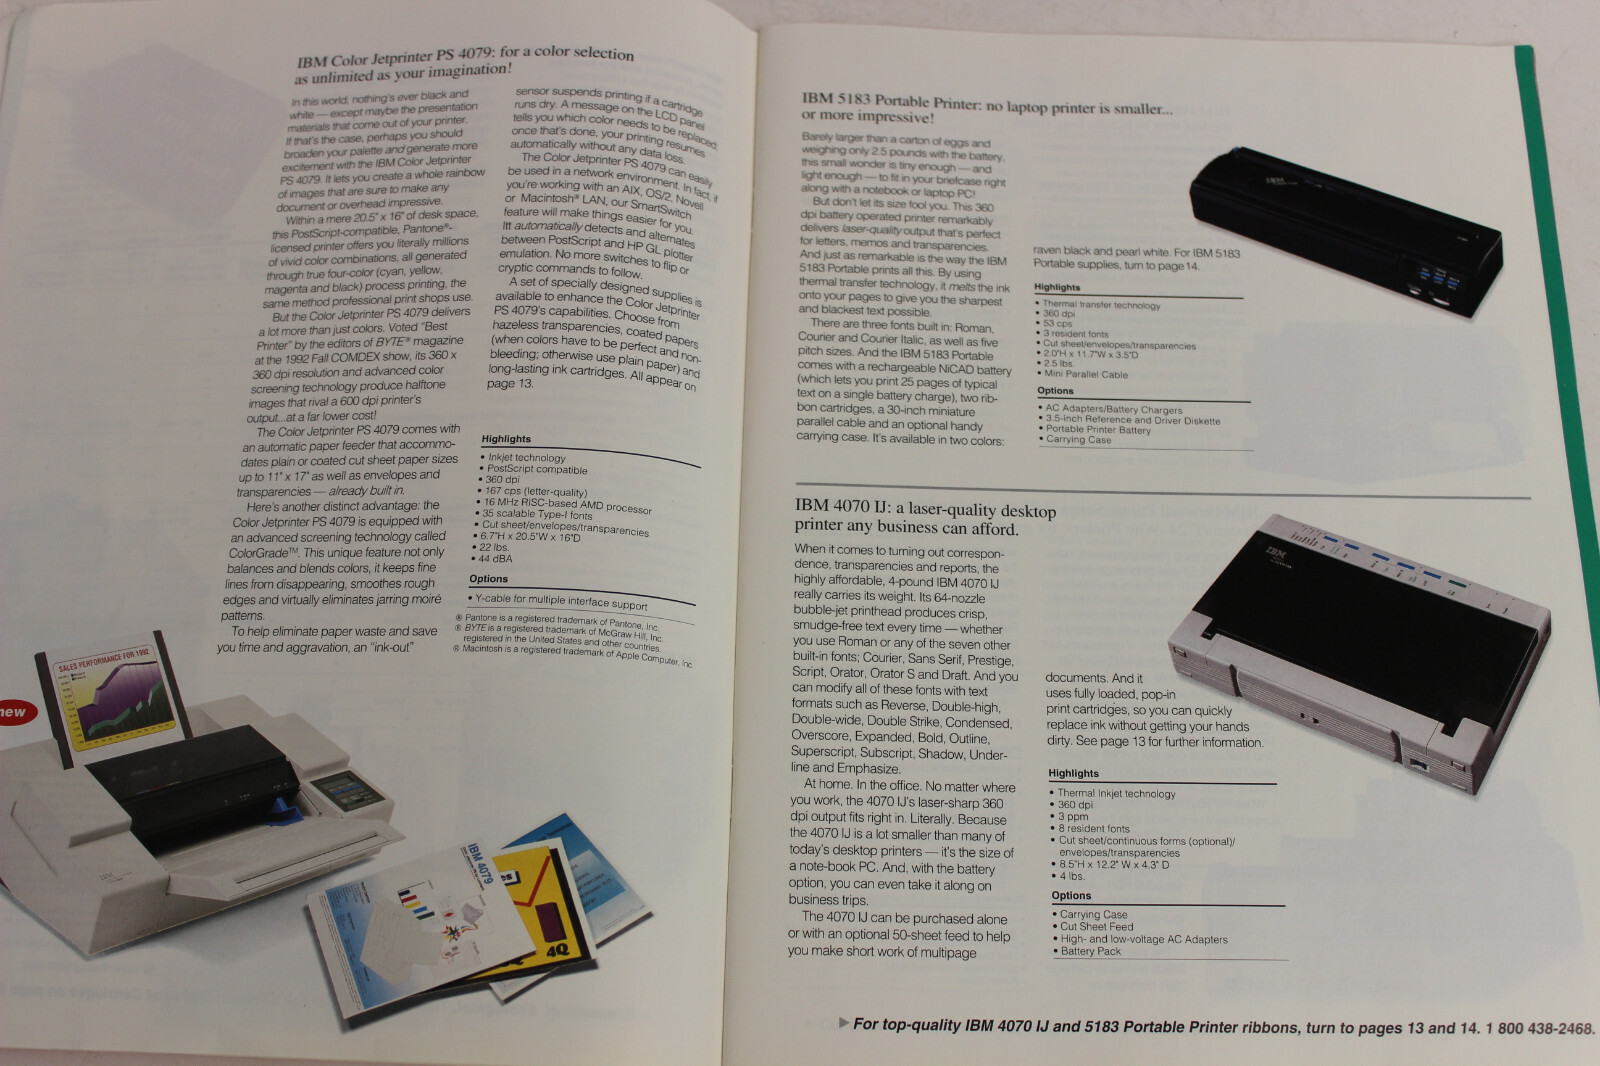 IBM Color Jetprinter PS 4079: for a color selection
as unlimited as your imagination!
In this world, nothing's ever black and
white — except maybe the presentation
materials that come out of your printer.
If that's the case, perhaps you should
broaden your palette and generate more
excitement with the IBM Color Jetprinter
PS 4079. It lets you create a whole rainbow
of images that are sure to make any
document or overhead impressive.
Within a mere 20.5" x 16" of desk space,
this PostScript-compatible, Pantone®-
licensed printer offers you literally millions
of vivid color combinations, all generated
through true four-color (cyan, yellow,
magenta and black) process printing, the
same method professional print shops use.
But the Color Jetprinter PS 4079 delivers
a lot more than just colors. Voted "Best
Printer" by the editors of BYTE® magazine
at the 1992 Fall COMDEX show, its 360 x
360 dpi resolution and advanced color
screening technology produce halftone
images that rival a 600 dpi printer's
output...at a far lower cost!
The Color Jetprinter PS 4079 comes with
an automatic paper feeder that accommo-
dates plain or coated cut sheet paper sizes
up to 11" x 17" as well as envelopes and
transparencies — already built in.
Here's another distinct advantage: the
Color Jetprinter PS 4079 is equipped with
an advanced screening technology called
ColorGrade™. This unique feature not only
balances and blends colors, it keeps fine
lines from disappearing, smoothes rough
edges and virtually eliminates jarring moiré
patterns.
To help eliminate paper waste and save
you time and aggravation, an "ink-out"
sensor suspends printing if a cartridge
runs dry. A message on the LCD panel
tells you which color needs to be replaced;
once that's done, your printing resumes
automatically without any data loss.
The Color Jetprinter PS 4079 can easily
be used in a network environment. In fact, if
you're working with an AIX, OS/2, Novell
or Macintosh® LAN, our SmartSwitch
feature will make things easier for you.
Itt automatically detects and alternates
between PostScript and HP GL plotter
emulation. No more switches to flip or
cryptic commands to follow.
A set of specially designed supplies is
available to enhance the Color Jetprinter
PS 4079's capabilities. Choose from
hazeless transparencies, coated papers
(when colors have to be perfect and non-
bleeding; otherwise use plain paper) and
long-lasting ink cartridges. All appear on
page 13.
Highlights
• Inkjet technology
• PostScript compatible
• 360 dpi
• 167 cps (letter-quality)
• 16 MHz RISC-based AMD processor
• 35 scalable Type-I fonts
• Cut sheet/envelopes/transparencies
• 6.7"H x 20.5"W x 16"D
• 22 lbs.
• 44 dBA
Options
• Y-cable for multiple interface support
® Pantone is a registered trademark of Pantone, Inc.
® BYTE is a registered trademark of McGraw Hill, Inc.
registered in the United States and other countries.
® Macintosh is a registered trademark of Apple Computer, Inc.
new
SALES PERFORMANCE FOR 1992
IBM
IBM 4079
4Q
IBM 5183 Portable Printer: no laptop printer is smaller...
or more impressive!
Barely larger than a carton of eggs and
weighing only 2.5 pounds with the battery,
this small wonder is tiny enough — and
light enough — to fit in your briefcase right
along with a notebook or laptop PC!
But don't let its size fool you. This 360
dpi battery operated printer remarkably
delivers laser-quality output that's perfect
for letters, memos and transparencies.
And just as remarkable is the way the IBM
5183 Portable prints all this. By using
thermal transfer technology, it melts the ink
onto your pages to give you the sharpest
and blackest text possible.
There are three fonts built in: Roman,
Courier and Courier Italic, as well as five
pitch sizes. And the IBM 5183 Portable
comes with a rechargeable NiCAD battery
(which lets you print 25 pages of typical
text on a single battery charge), two rib-
bon cartridges, a 30-inch miniature
parallel cable and an optional handy
carrying case. It's available in two colors:
raven black and pearl white. For IBM 5183
Portable supplies, turn to page 14.
Highlights
• Thermal transfer technology
• 360 dpi
• 53 cps
• 3 resident fonts
• Cut sheet/envelopes/transparencies
• 2.0"H x 11.7"W x 3.5"D
• 2.5 lbs.
• Mini Parallel Cable
Options
• AC Adapters/Battery Chargers
• 3.5-inch Reference and Driver Diskette
• Portable Printer Battery
• Carrying Case
IBM
IBM 4070 IJ: a laser-quality desktop
printer any business can afford.
When it comes to turning out correspon-
dence, transparencies and reports, the
highly affordable, 4-pound IBM 4070 IJ
really carries its weight. Its 64-nozzle
bubble-jet printhead produces crisp,
smudge-free text every time — whether
you use Roman or any of the seven other
built-in fonts; Courier, Sans Serif, Prestige,
Script, Orator, Orator S and Draft. And you
can modify all of these fonts with text
formats such as Reverse, Double-high,
Double-wide, Double Strike, Condensed,
Overscore, Expanded, Bold, Outline,
Superscript, Subscript, Shadow, Under-
line and Emphasize.
At home. In the office. No matter where
you work, the 4070 IJ's laser-sharp 360
dpi output fits right in. Literally. Because
the 4070 IJ is a lot smaller than many of
today's desktop printers — it's the size of
a note-book PC. And, with the battery
option, you can even take it along on
business trips.
The 4070 IJ can be purchased alone
or with an optional 50-sheet feed to help
you make short work of multipage
documents. And it
uses fully loaded, pop-in
print cartridges, so you can quickly
replace ink without getting your hands
dirty. See page 13 for further information.
Highlights
• Thermal Inkjet technology
• 360 dpi
• 3 ppm
• 8 resident fonts
• Cut sheet/continuous forms (optional)/
envelopes/transparencies
• 8.5"H x 12.2" W x 4.3" D
• 4 lbs.
Options
• Carrying Case
• Cut Sheet Feed
• High- and low-voltage AC Adapters
• Battery Pack
IBM
▶ For top-quality IBM 4070 IJ and 5183 Portable Printer ribbons, turn to pages 13 and 14. 1 800 438-2468.